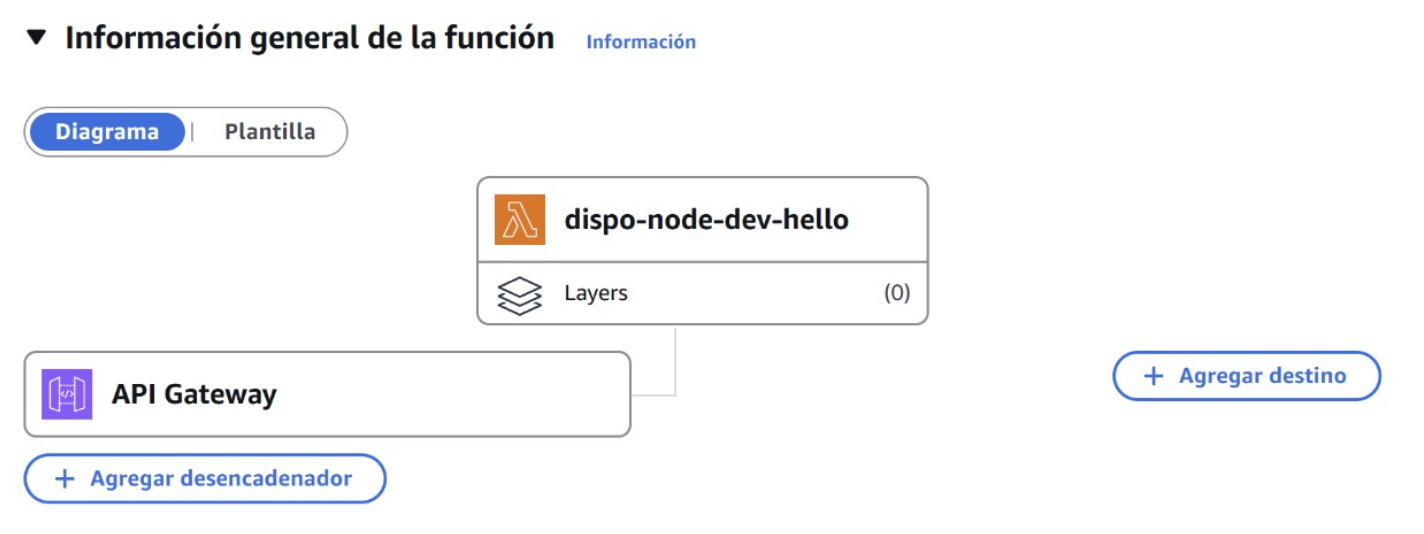 Información general de la función Información
Diagrama | Plantilla
dispo-node-dev-hello
Layers (0)
API Gateway
+ Agregar destino
+ Agregar desencadenador